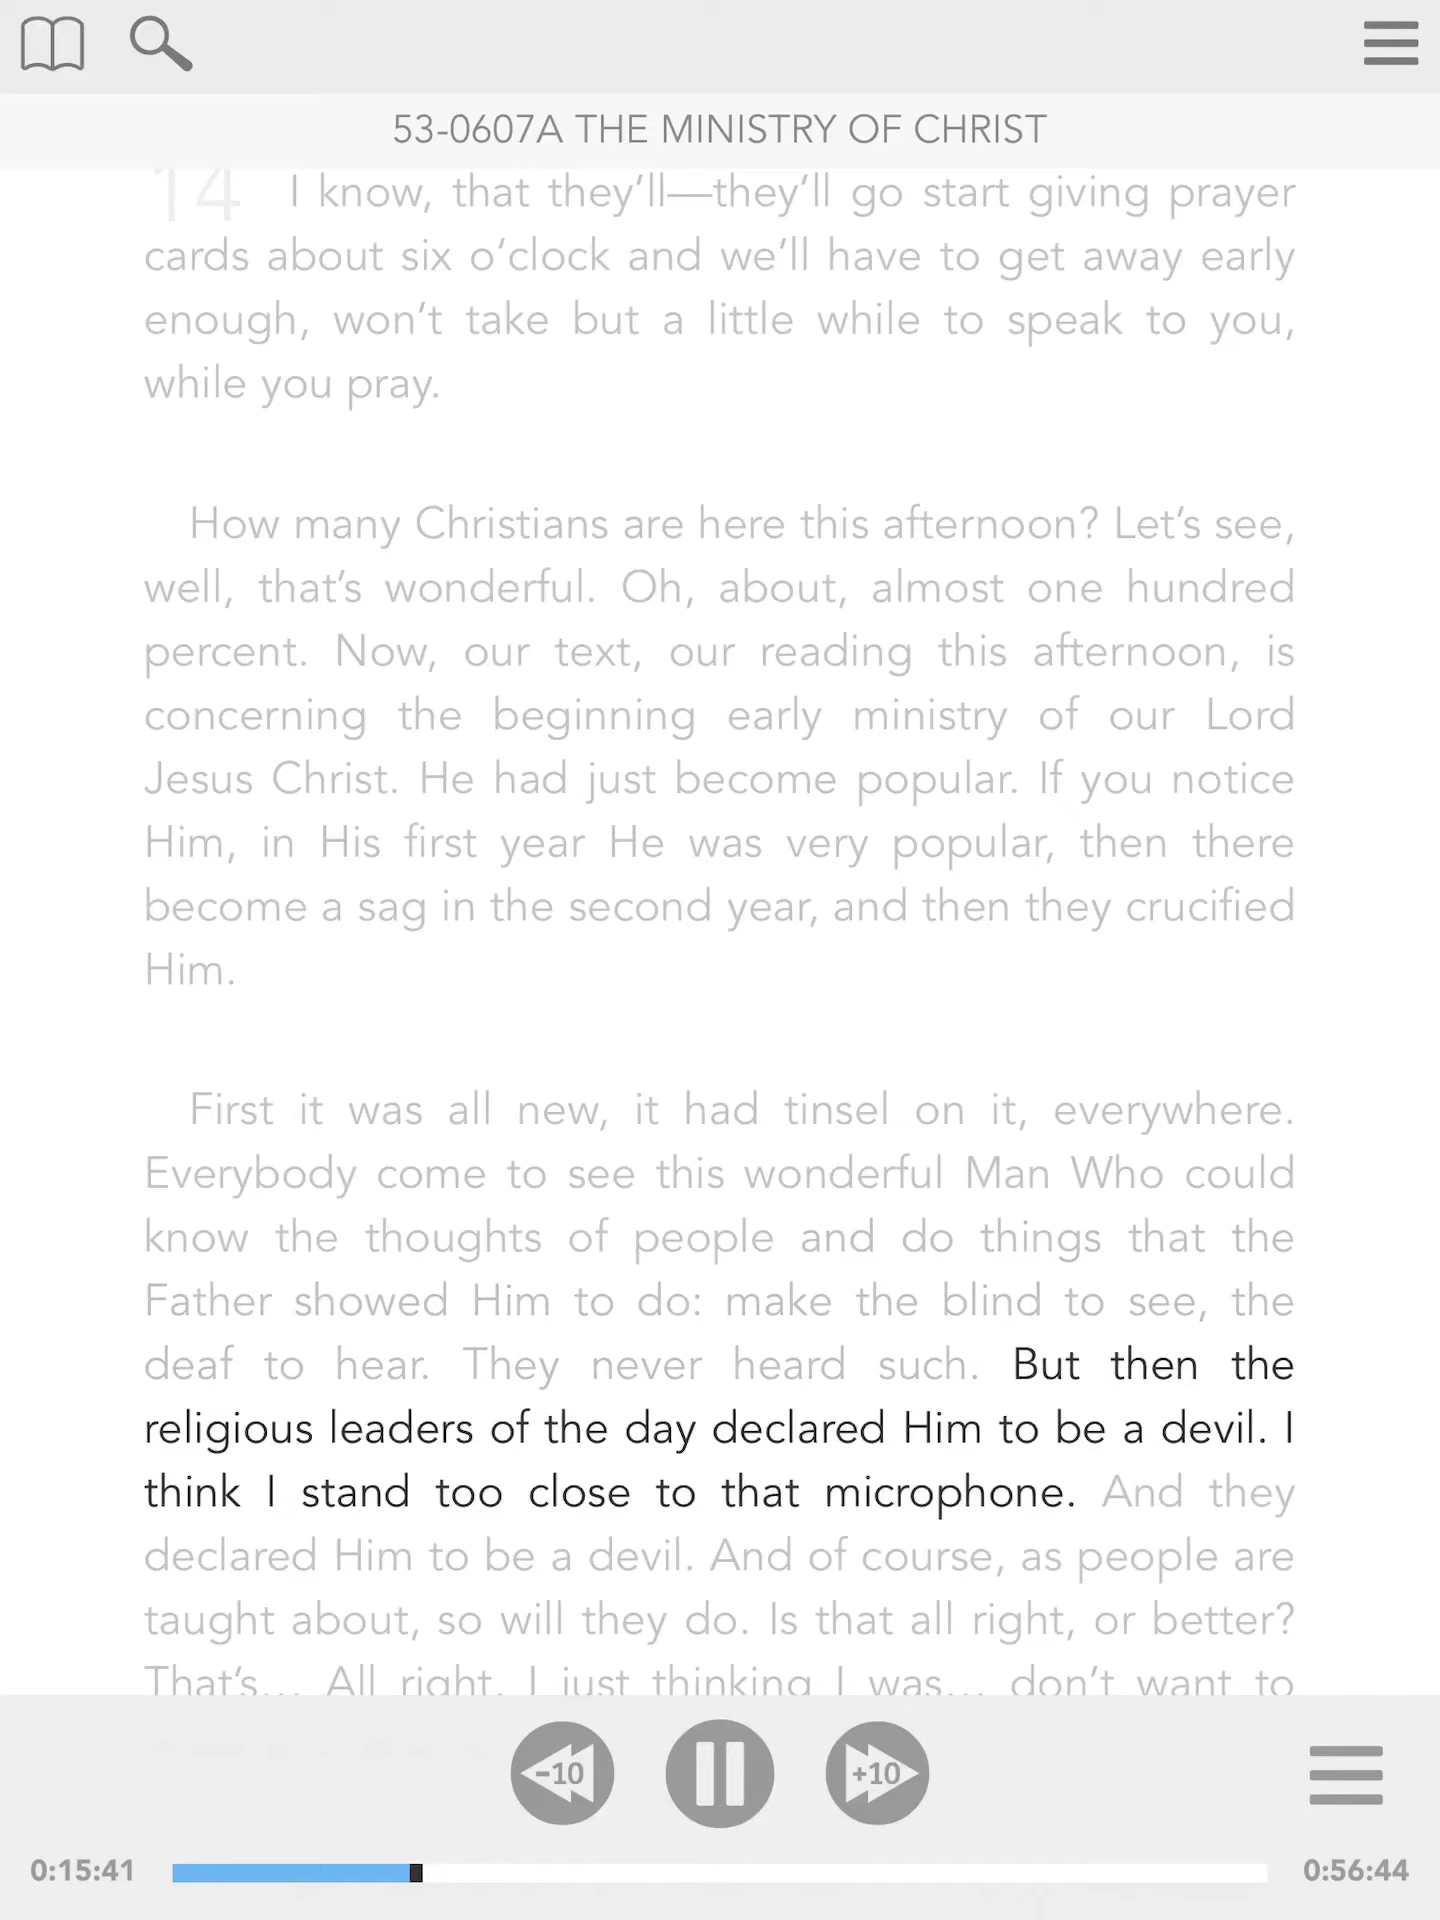 53-0607A THE MINISTRY OF CHRIST
14 I know, that they’ll—they’ll go start giving prayer
cards about six o’clock and we’ll have to get away early
enough, won’t take but a little while to speak to you,
while you pray.
How many Christians are here this afternoon? Let’s see,
well, that’s wonderful. Oh, about, almost one hundred
percent. Now, our text, our reading this afternoon, is
concerning the beginning early ministry of our Lord
Jesus Christ. He had just become popular. If you notice
Him, in His first year He was very popular, then there
become a sag in the second year, and then they crucified
Him.
First it was all new, it had tinsel on it, everywhere.
Everybody come to see this wonderful Man Who could
know the thoughts of people and do things that the
Father showed Him to do: make the blind to see, the
deaf to hear. They never heard such. But then the
religious leaders of the day declared Him to be a devil. I
think I stand too close to that microphone. And they
declared Him to be a devil. And of course, as people are
taught about, so will they do. Is that all right, or better?
That’s... All right. I just thinking I was... don’t want to
-10 +10
0:15:41 0:56:44